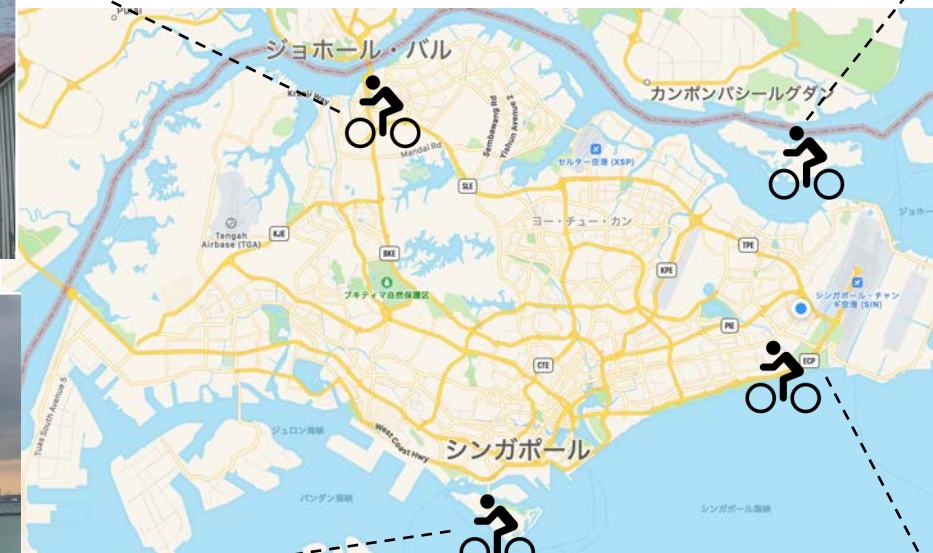 ジョホール・バル
カンポンパシールグダン
Kranji Way
Mandai Rd
Sembawang Rd
Yishun Avenue 2
セルター空港 (XSP)
SLE
ヨー・チュー・カン
ジョホー
Tengah
Airbase (TGA)
KJE
BKE
TPE
KPE
ブキティマ自然保護区
シンガポール・チャン
ギ空港 (SIN)
PIE
CTE
ECP
Tuas South Avenue 5
ジュロン海峡
West Coast Hwy
シンガポール
パンダン海峡
シンガポール海峡